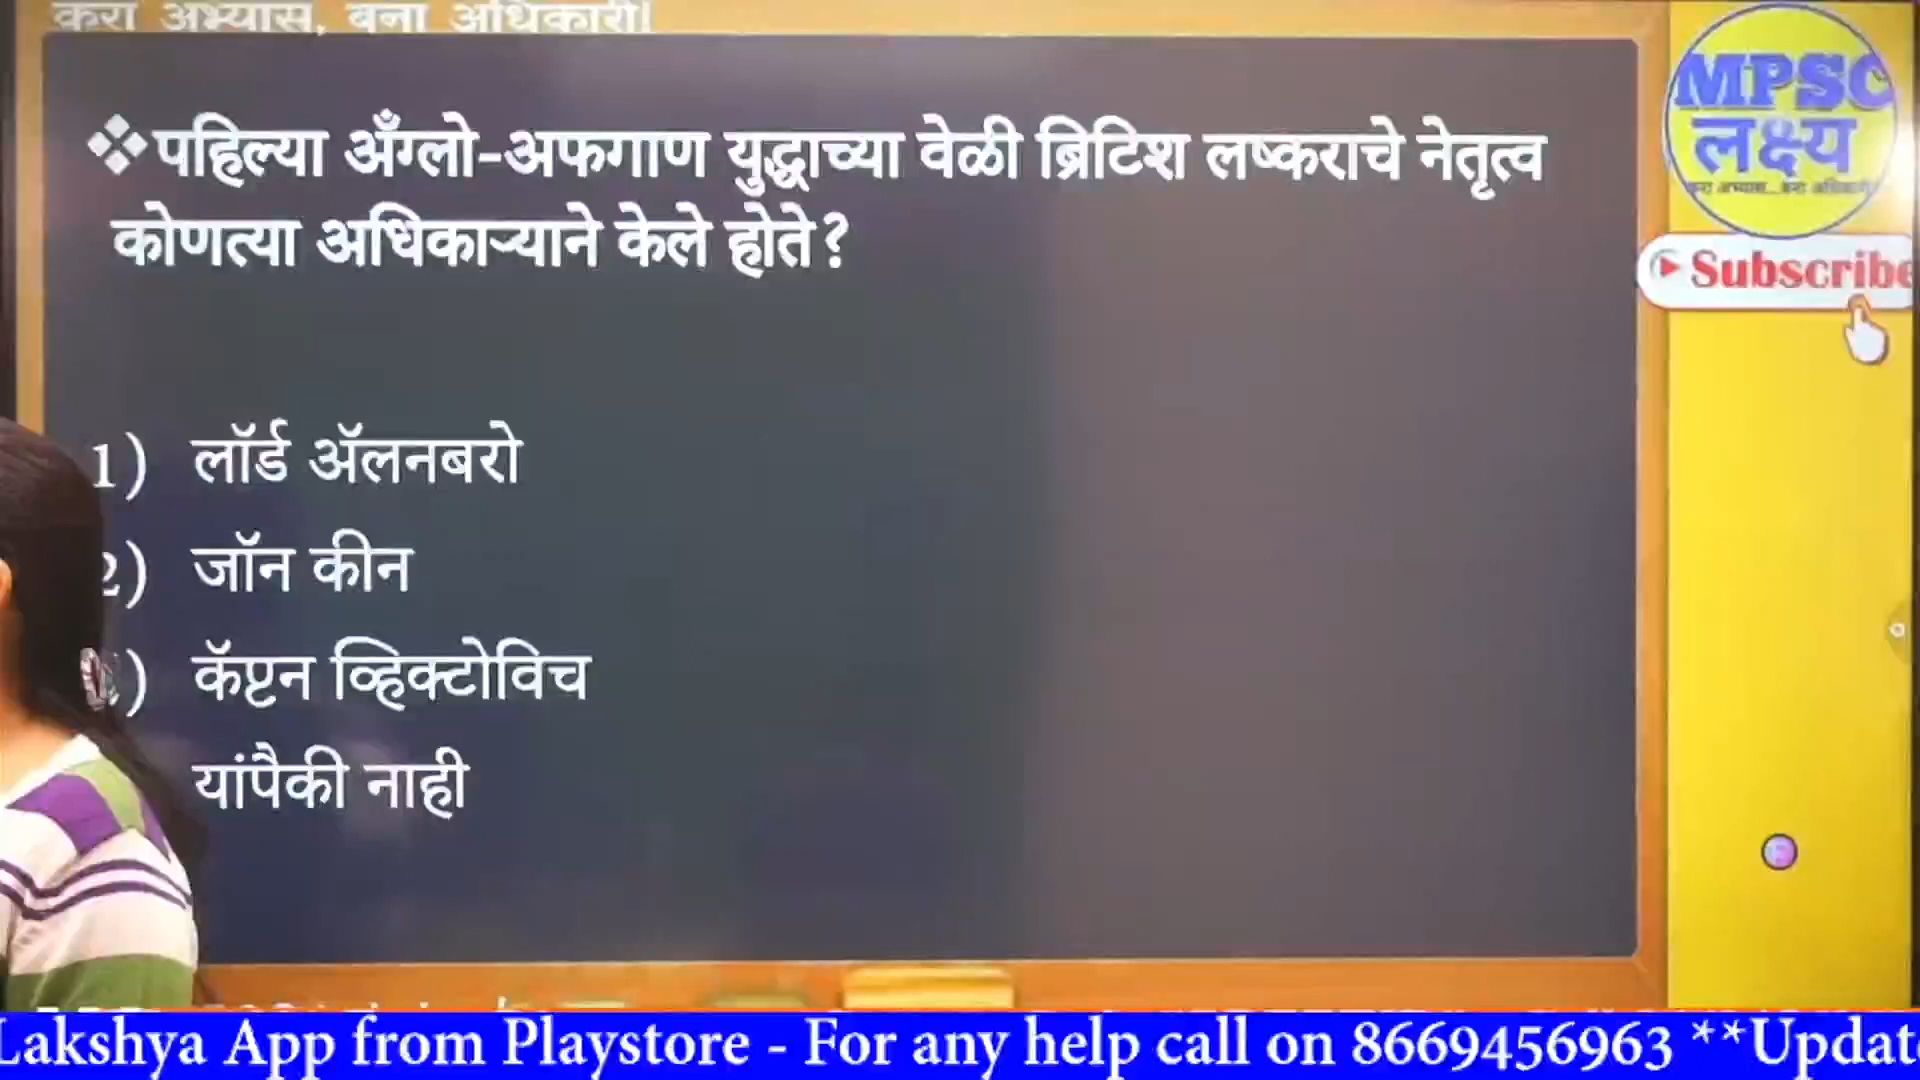 करा अभ्यास, बना अधिकारी!
❖पहिल्या अँग्लो-अफगाण युद्धाच्या वेळी ब्रिटिश लष्कराचे नेतृत्व
कोणत्या अधिकाऱ्याने केले होते?
1) लॉर्ड ॲलनबरो
2) जॉन कीन
) कॅप्टन व्हिक्टोविच
यांपैकी नाही
MPSC
लक्ष्य
Subscribe
Lakshya App from Playstore - For any help call on 8669456963 **Update